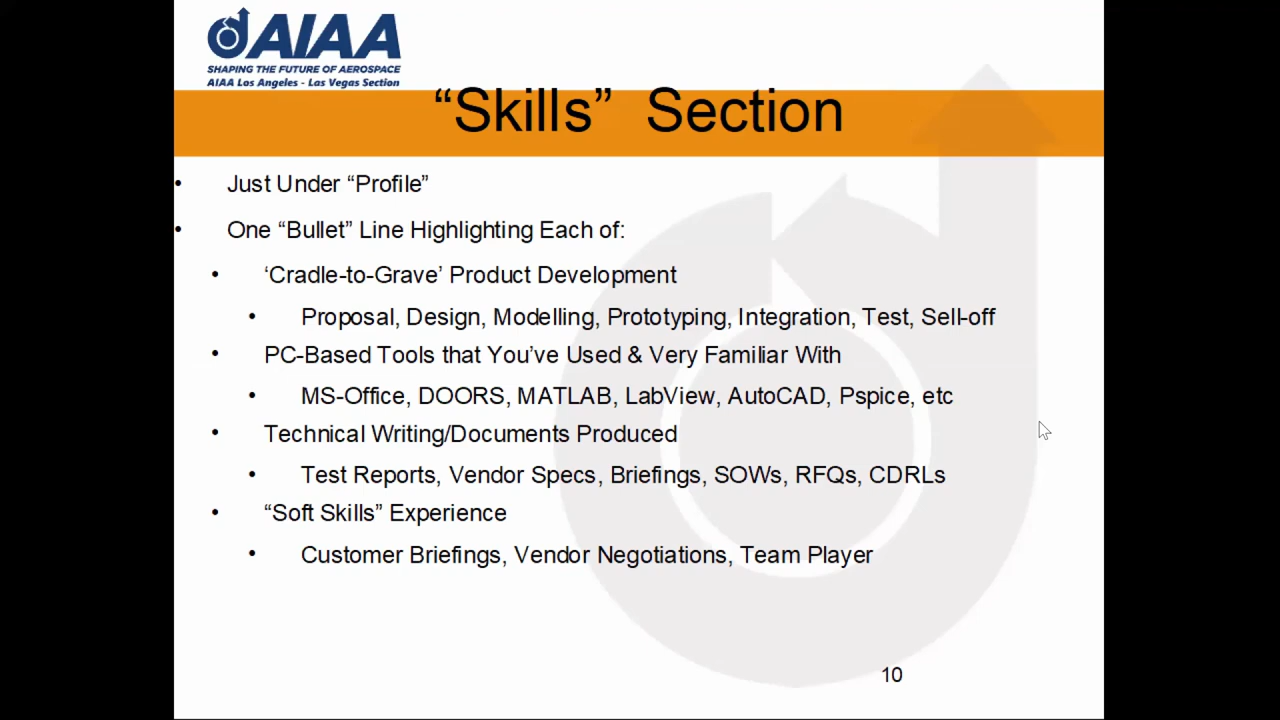 AIAA
SHAPING THE FUTURE OF AEROSPACE
AIAA Los Angeles - Las Vegas Section
“Skills” Section
• Just Under “Profile”
• One “Bullet” Line Highlighting Each of:
• ‘Cradle-to-Grave’ Product Development
• Proposal, Design, Modelling, Prototyping, Integration, Test, Sell-off
• PC-Based Tools that You’ve Used & Very Familiar With
• MS-Office, DOORS, MATLAB, LabView, AutoCAD, Pspice, etc
• Technical Writing/Documents Produced
• Test Reports, Vendor Specs, Briefings, SOWs, RFQs, CDRLs
• “Soft Skills” Experience
• Customer Briefings, Vendor Negotiations, Team Player
10